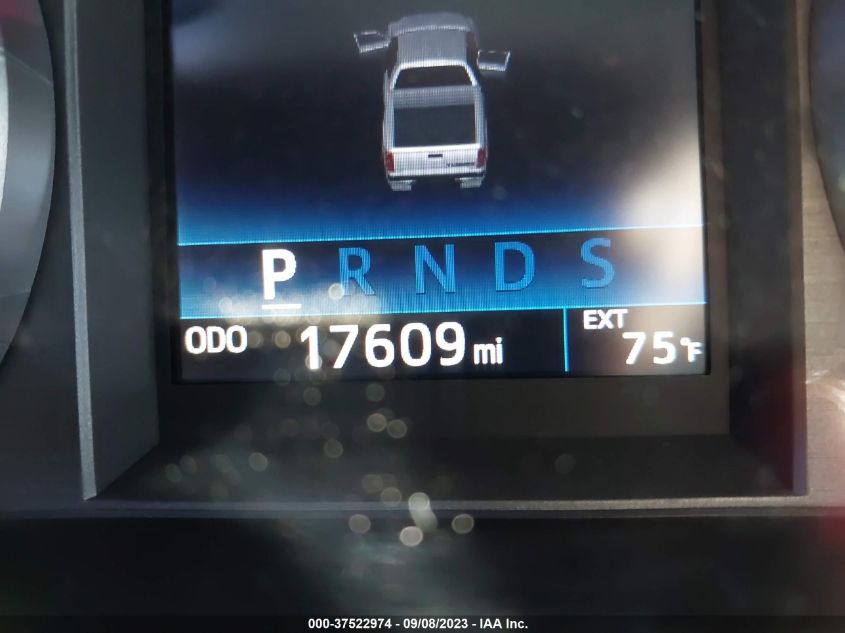 P R N D S
ODO 17609 mi
EXT
75°F
000-37522974 - 09/08/2023 - IAA Inc.